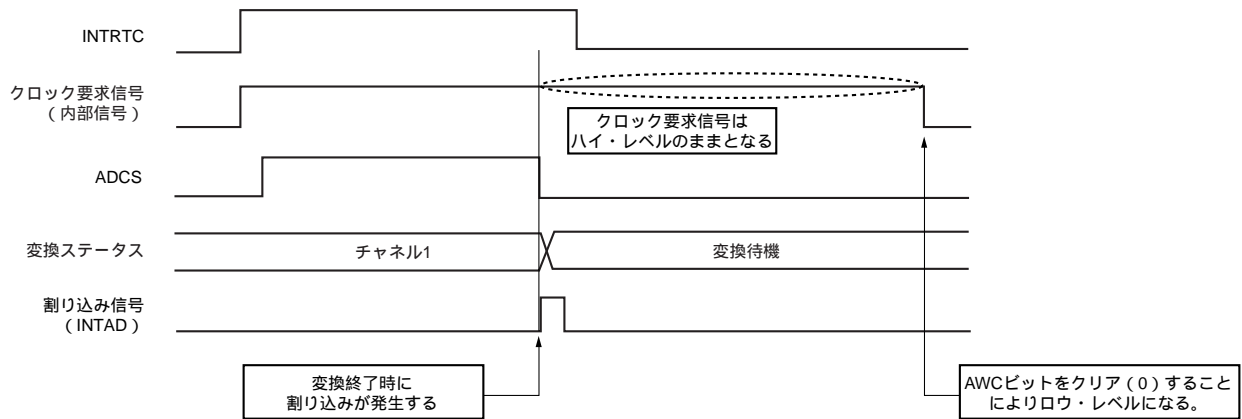 INTRTC
クロック要求信号
（内部信号）
クロック要求信号は
ハイ・レベルのままとなる
ADCS
変換ステータス
チャネル1
変換待機
割り込み信号
（INTAD）
変換終了時に
割り込みが発生する
AWCビットをクリア（0）すること
によりロウ・レベルになる。